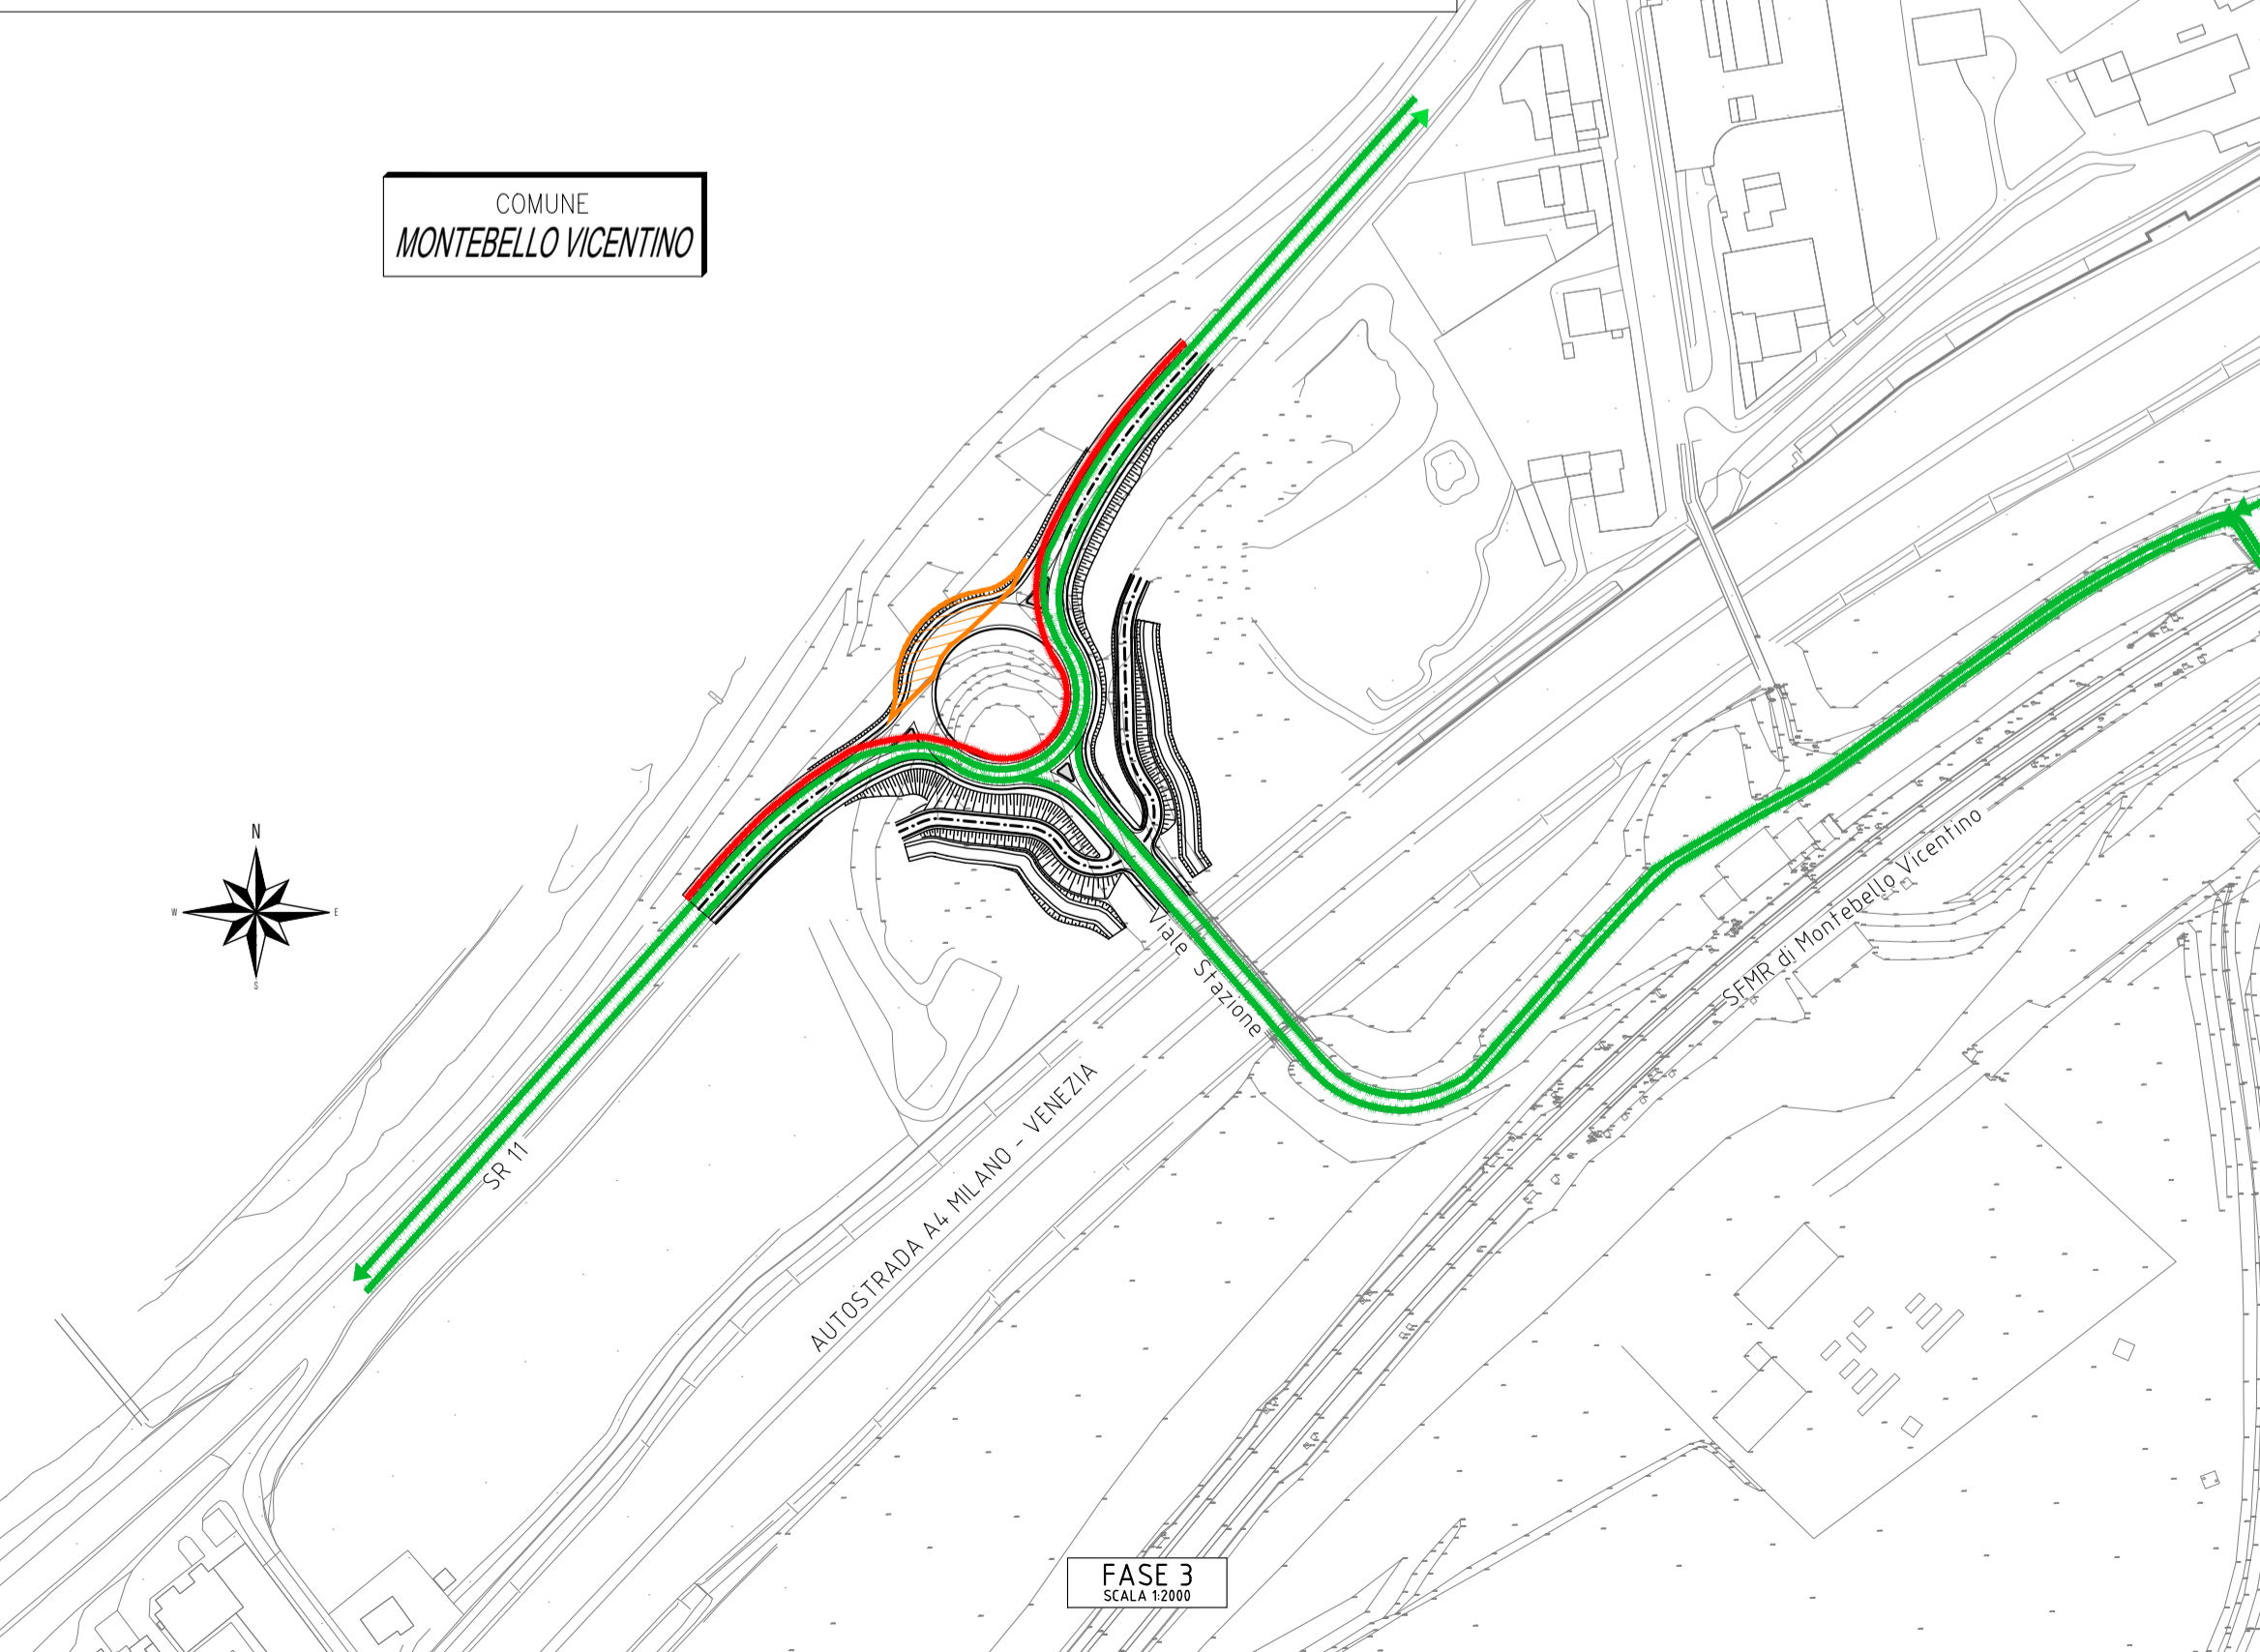 COMUNE
MONTEBELLO VICENTINO
N
W
E
S
Viale Stazione
SFMR di Montebello Vicentino
SR 11
AUTOSTRADA A4 MILANO - VENEZIA
FASE 3
SCALA 1:2000